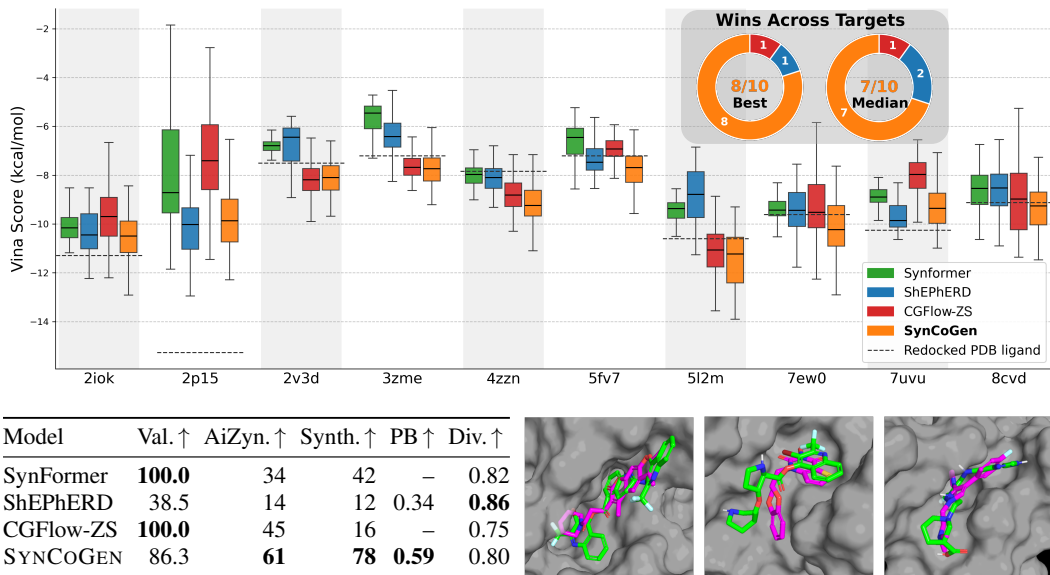 Wins Across Targets
1
1
8
8/10
Best
1
2
7
7/10
Median
Vina Score (kcal/mol)
−2
−4
−6
−8
−10
−12
−14
Synformer
ShEPhERD
CGFlow-ZS
SynCoGen
Redocked PDB ligand
2iok 2p15 2v3d 3zme 4zzn 5fv7 5l2m 7ew0 7uvu 8cvd
Model Val.↑ AiZyn.↑ Synth.↑ PB↑ Div.↑
SynFormer 100.0 34 42 – 0.82
ShEPhERD 38.5 14 12 0.34 0.86
CGFlow-ZS 100.0 45 16 – 0.75
SYNCOGEN 86.3 61 78 0.59 0.80